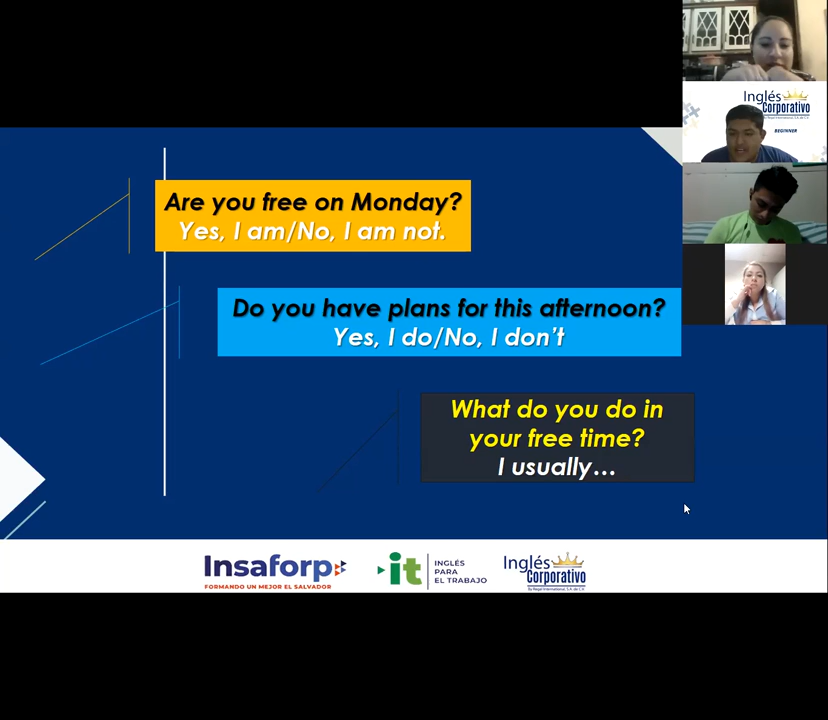 Are you free on Monday?
Yes, I am/No, I am not.
Do you have plans for this afternoon?
Yes, I do/No, I don't
What do you do in
your free time?
I usually...
Insaforp
FORMANDO UN MEJOR EL SALVADOR
it
INGLÉS
PARA
EL TRABAJO
Inglés
Corporativo
Inglés
Corporativo
BEGINNER